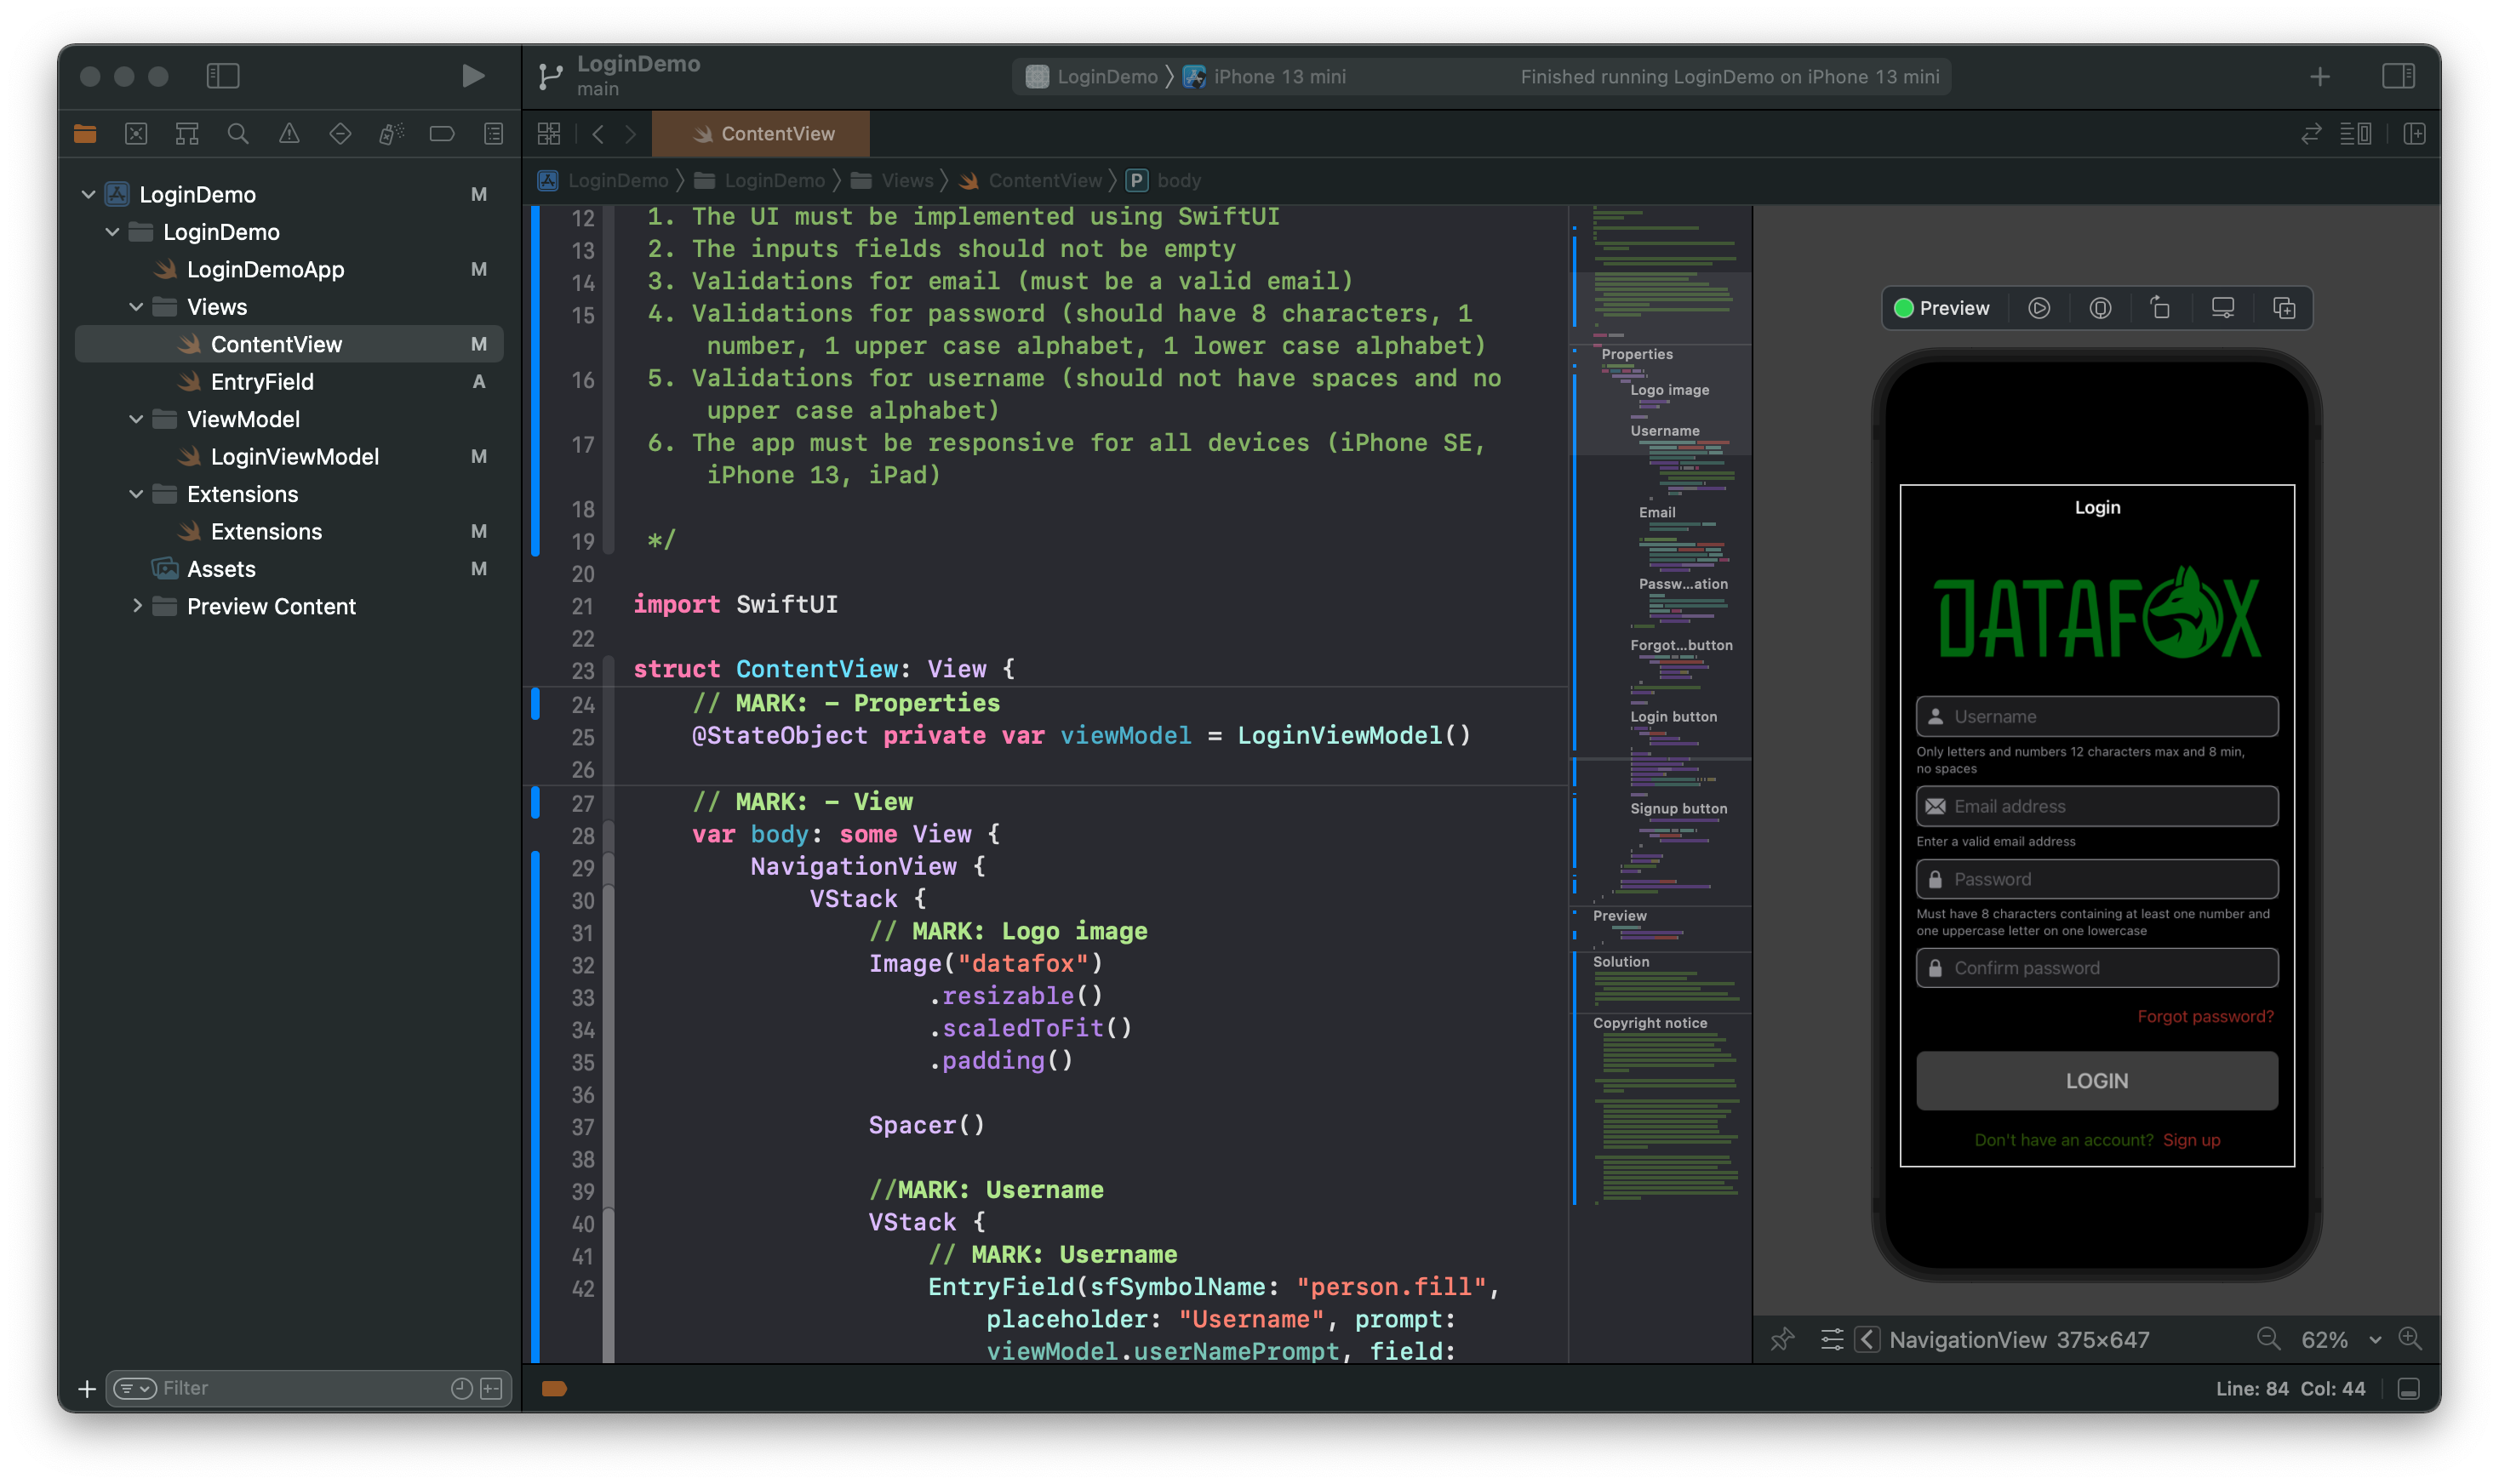 LoginDemo
main
LoginDemo
iPhone 13 mini
Finished running LoginDemo on iPhone 13 mini
ContentView
LoginDemo
LoginDemo
Views
ContentView
P
body
LoginDemo M
LoginDemo
LoginDemoApp M
Views
ContentView M
EntryField A
ViewModel
LoginViewModel M
Extensions
Extensions M
Assets M
Preview Content
Filter
12 1. The UI must be implemented using SwiftUI
13 2. The inputs fields should not be empty
14 3. Validations for email (must be a valid email)
15 4. Validations for password (should have 8 characters, 1
number, 1 upper case alphabet, 1 lower case alphabet)
16 5. Validations for username (should not have spaces and no
upper case alphabet)
17 6. The app must be responsive for all devices (iPhone SE,
iPhone 13, iPad)
18
19 */
20
21 import SwiftUI
22
23 struct ContentView: View {
24 // MARK: - Properties
25 @StateObject private var viewModel = LoginViewModel()
26
27 // MARK: - View
28 var body: some View {
29 NavigationView {
30 VStack {
31 // MARK: Logo image
32 Image("datafox")
33 .resizable()
34 .scaledToFit()
35 .padding()
36
37 Spacer()
38
39 //MARK: Username
40 VStack {
41 // MARK: Username
42 EntryField(sfSymbolName: "person.fill",
placeholder: "Username", prompt:
viewModel.userNamePrompt, field:
Properties
Logo image
Username
Email
Passw...ation
Forgot...button
Login button
Signup button
Preview
Solution
Copyright notice
Preview
Login
DATAFOX
Username
Only letters and numbers 12 characters max and 8 min,
no spaces
Email address
Enter a valid email address
Password
Must have 8 characters containing at least one number and
one uppercase letter on one lowercase
Confirm password
Forgot password?
LOGIN
Don't have an account? Sign up
NavigationView 375×647
62%
Line: 84 Col: 44